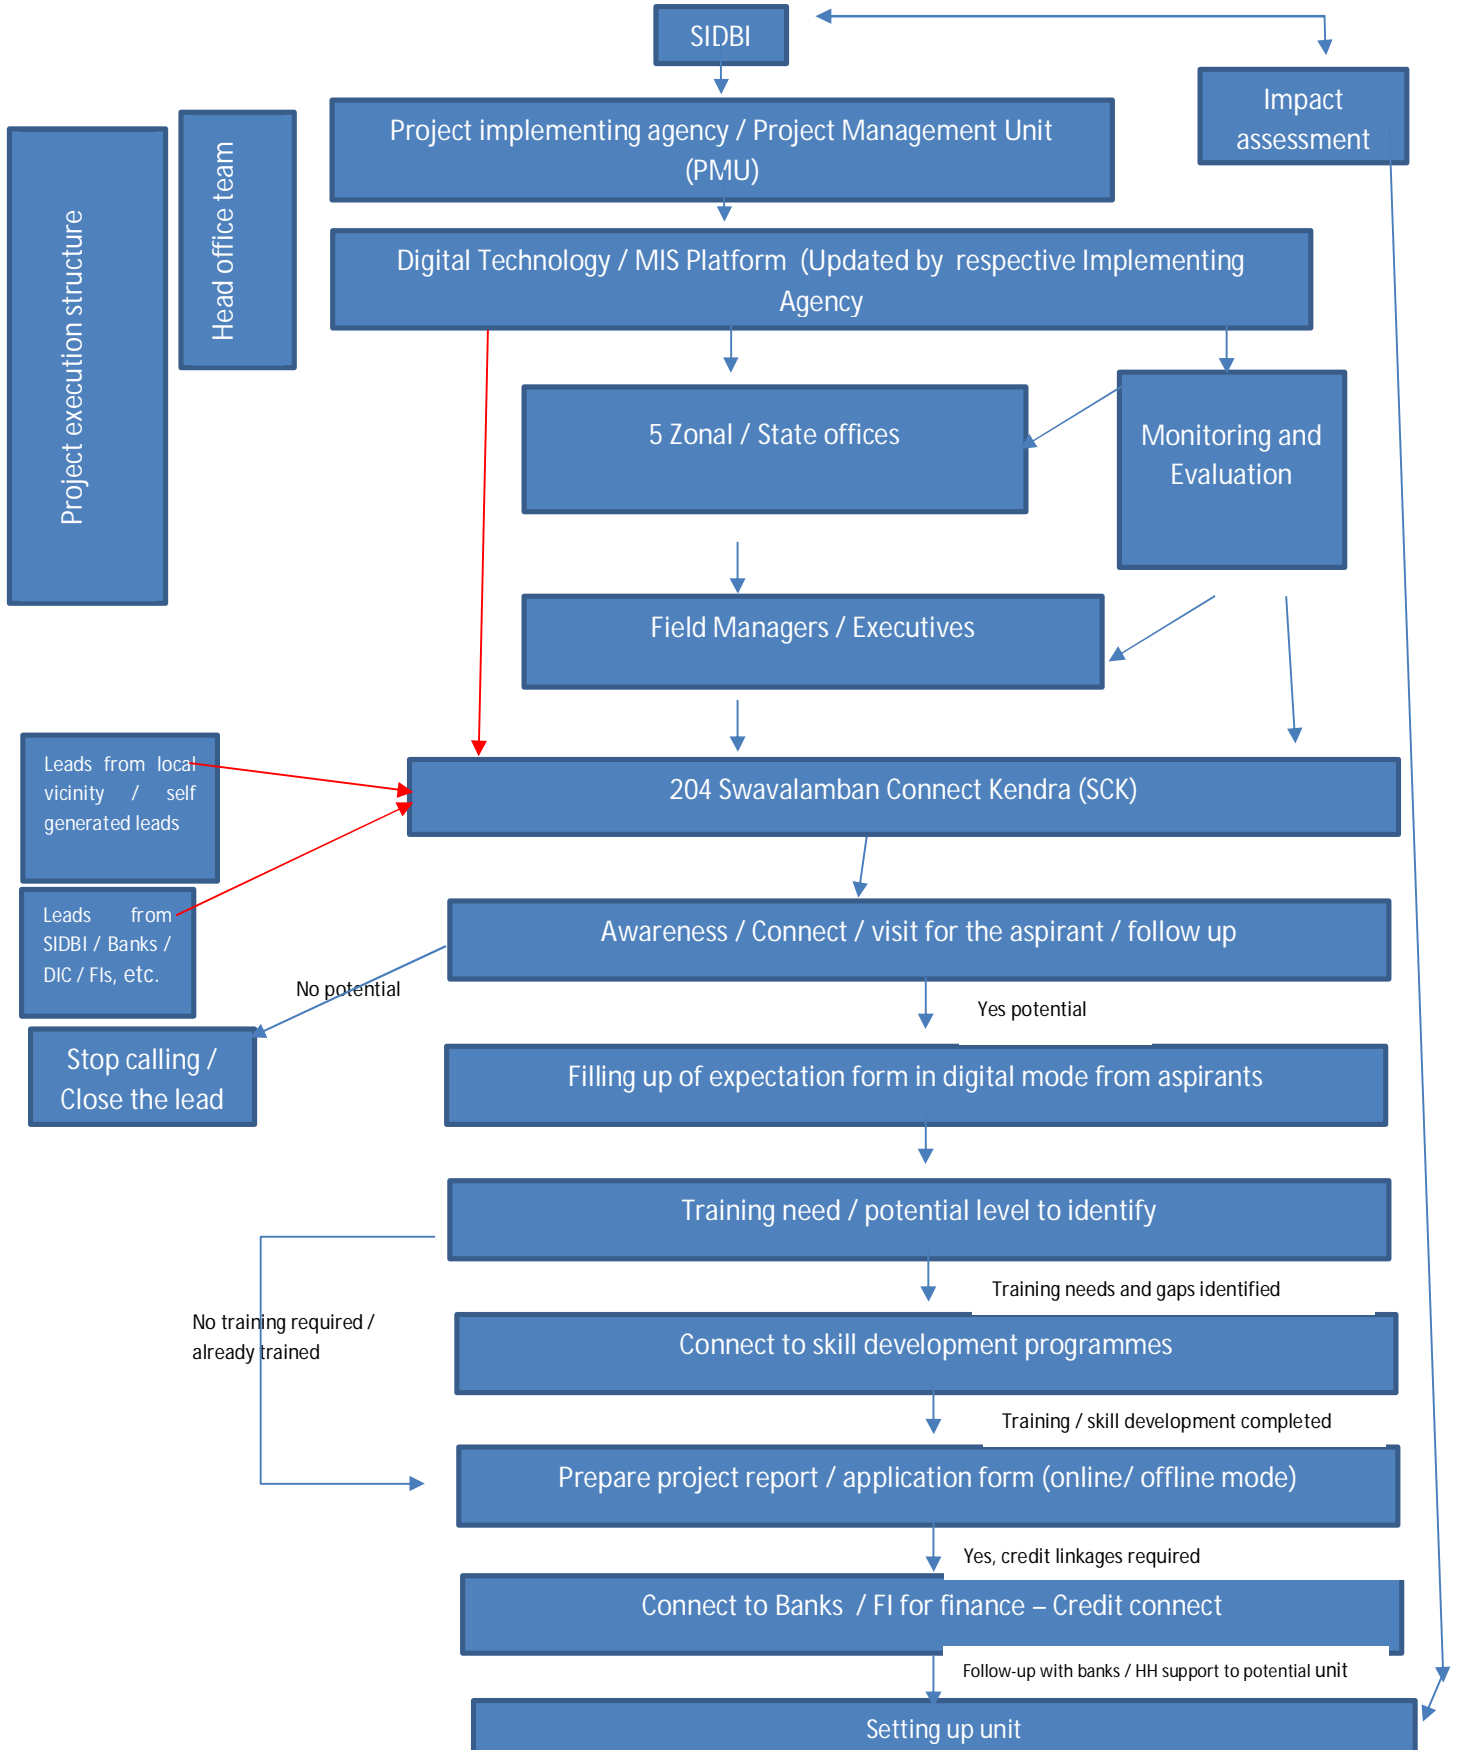 SIDBI
Impact
assessment
Project implementing agency / Project Management Unit
(PMU)
Project execution structure
Head office team
Digital Technology / MIS Platform (Updated by respective Implementing
Agency
5 Zonal / State offices
Monitoring and
Evaluation
Field Managers / Executives
Leads from local
vicinity / self
generated leads
204 Swavalamban Connect Kendra (SCK)
Leads from
SIDBI / Banks /
DIC / FIs, etc.
Awareness / Connect / visit for the aspirant / follow up
No potential
Yes potential
Stop calling /
Close the lead
Filling up of expectation form in digital mode from aspirants
Training need / potential level to identify
Training needs and gaps identified
No training required /
already trained
Connect to skill development programmes
Training / skill development completed
Prepare project report / application form (online/ offline mode)
Yes, credit linkages required
Connect to Banks / FI for finance – Credit connect
Follow-up with banks / HH support to potential unit
Setting up unit